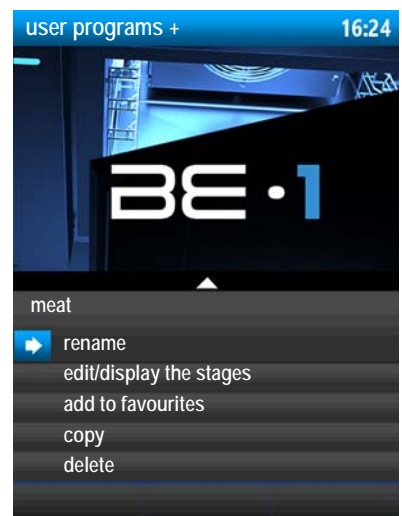 user programs + 16:24
BE·1
meat
rename
edit/display the stages
add to favourites
copy
delete